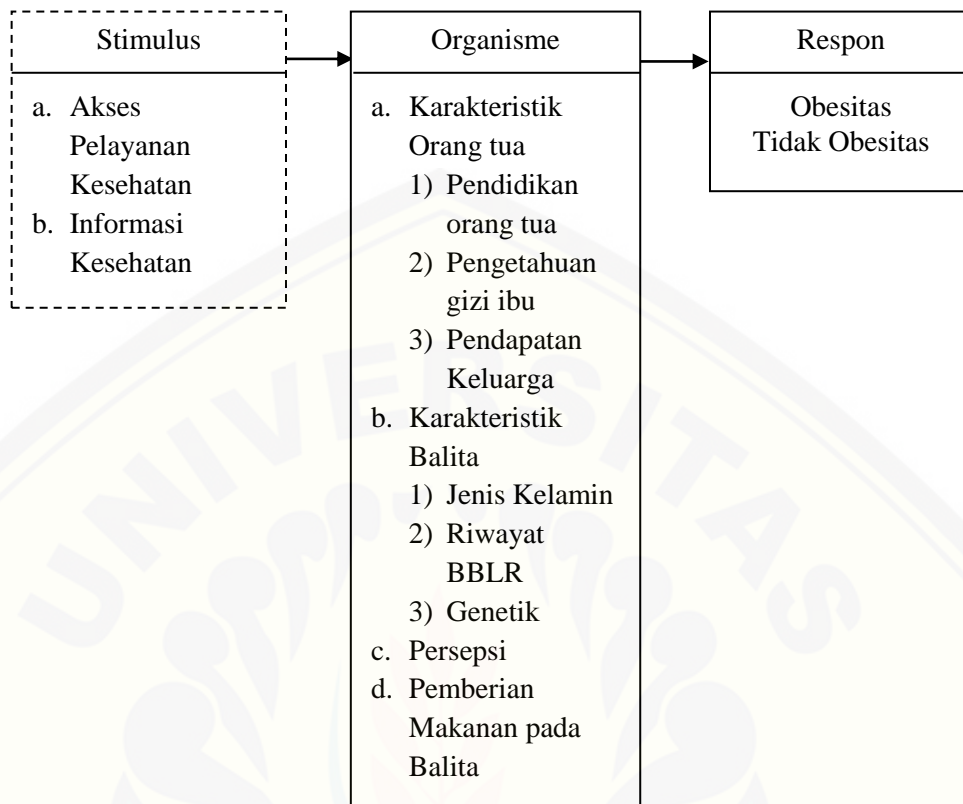 Stimulus
a. Akses
Pelayanan
Kesehatan
b. Informasi
Kesehatan
Organisme
a. Karakteristik
Orang tua
1) Pendidikan
orang tua
2) Pengetahuan
gizi ibu
3) Pendapatan
Keluarga
b. Karakteristik
Balita
1) Jenis Kelamin
2) Riwayat
BBLR
3) Genetik
c. Persepsi
d. Pemberian
Makanan pada
Balita
Respon
Obesitas
Tidak Obesitas
UNIVERSITAS